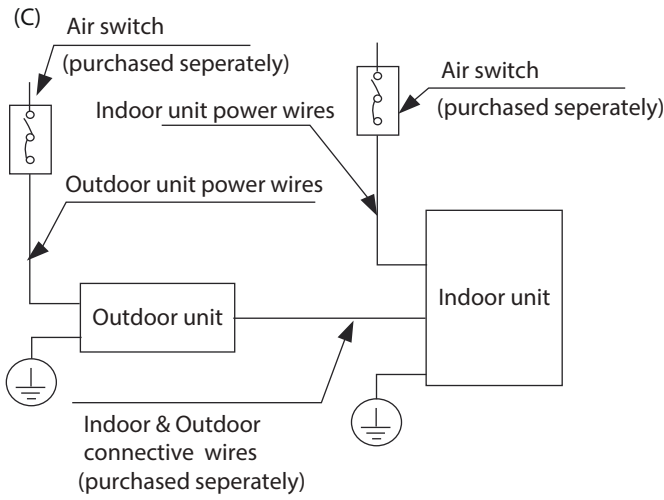 (C)
Air switch
(purchased seperately)
Air switch
(purchased seperately)
Indoor unit power wires
Outdoor unit power wires
Outdoor unit
Indoor unit
Indoor & Outdoor
connective wires
(purchased seperately)